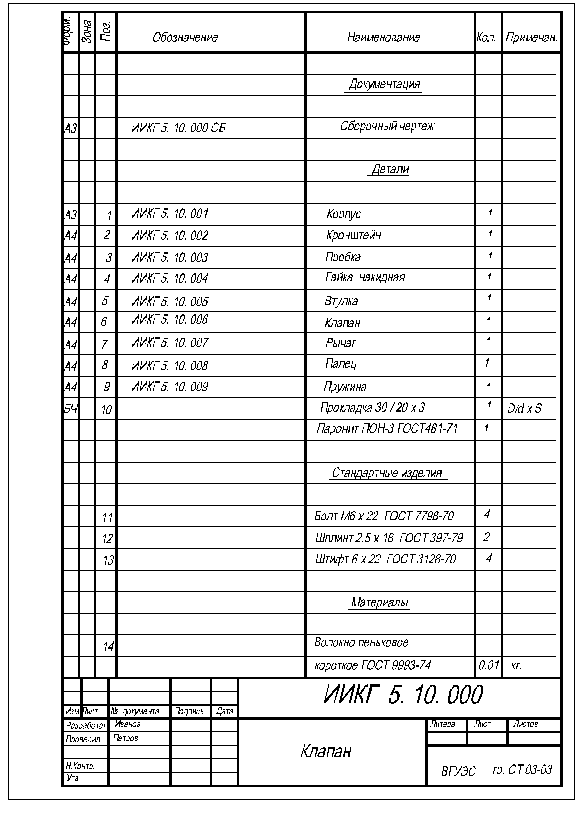 Форм. Зона Поз. Обозначение Наименование Кол. Примечан.
Документация
А3 ИИКГ 5. 10. 000 СБ Сборочный чертеж
Детали
А3 1 ИИКГ 5. 10. 001 Корпус 1
А4 2 ИИКГ 5. 10. 002 Кронштейн 1
А4 3 ИИКГ 5. 10. 003 Пробка 1
А4 4 ИИКГ 5. 10. 004 Гайка накидная 1
А4 5 ИИКГ 5. 10. 005 Втулка 1
А4 6 ИИКГ 5. 10. 006 Клапан 1
А4 7 ИИКГ 5. 10. 007 Рычаг 1
А4 8 ИИКГ 5. 10. 008 Палец 1
А4 9 ИИКГ 5. 10. 009 Пружина 1
БЧ 10 Прокладка 30 / 20 х 3 1 D/d x S
Паронит ПОН-3 ГОСТ481-71 1
Стандартные изделия
11 Болт М6 х 22 ГОСТ 7798-70 4
12 Шплинт 2.5 х 16 ГОСТ 397-79 2
13 Штифт 6 х 22 ГОСТ 3128-70 4
Материалы
14 Волокно пеньковое
короткое ГОСТ 9993-74 0.01 кг.
ИИКГ 5. 10. 000
Изм Лист № документа Подпись Дата
Разработал Иванов
Проверил Петров
Н.Контр.
Утв
Клапан
Литера Лист Листов
ВГУЭС гр. СТ 03-03